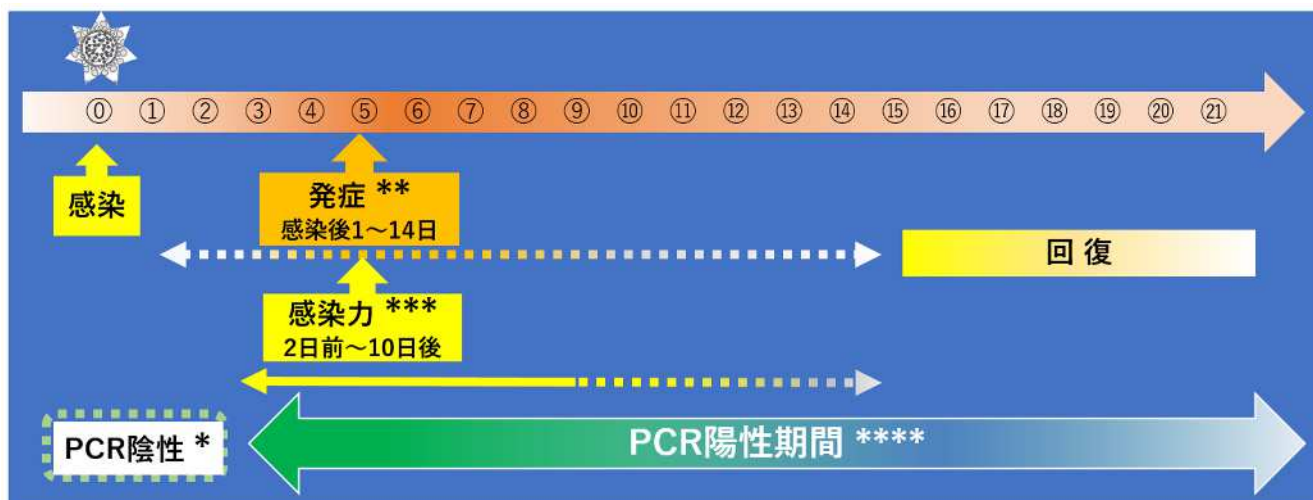 ⓪ ① ② ③ ④ ⑤ ⑥ ⑦ ⑧ ⑨ ⑩ ⑪ ⑫ ⑬ ⑭ ⑮ ⑯ ⑰ ⑱ ⑲ ⑳ ㉑
感染
発症 **
感染後1～14日
回復
感染力 ***
2日前～10日後
PCR陰性 *
PCR陽性期間 ****